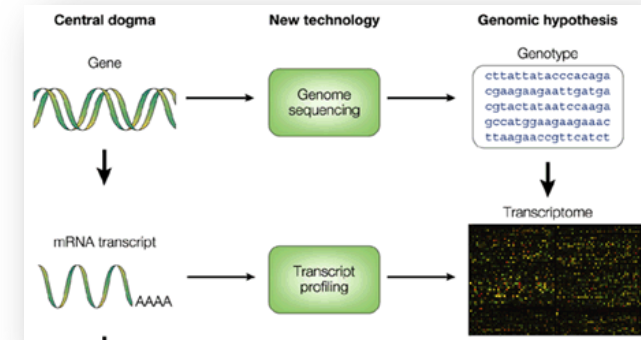 Central dogma
New technology
Genomic hypothesis
Gene
Genome
sequencing
Genotype
cttattatacccacaga
cgaagaagaattgatga
cgtactataatccaaga
gccatggaagaagaaac
ttaagaaccgttcatct
Transcriptome
mRNA transcript
AAAA
Transcript
profiling